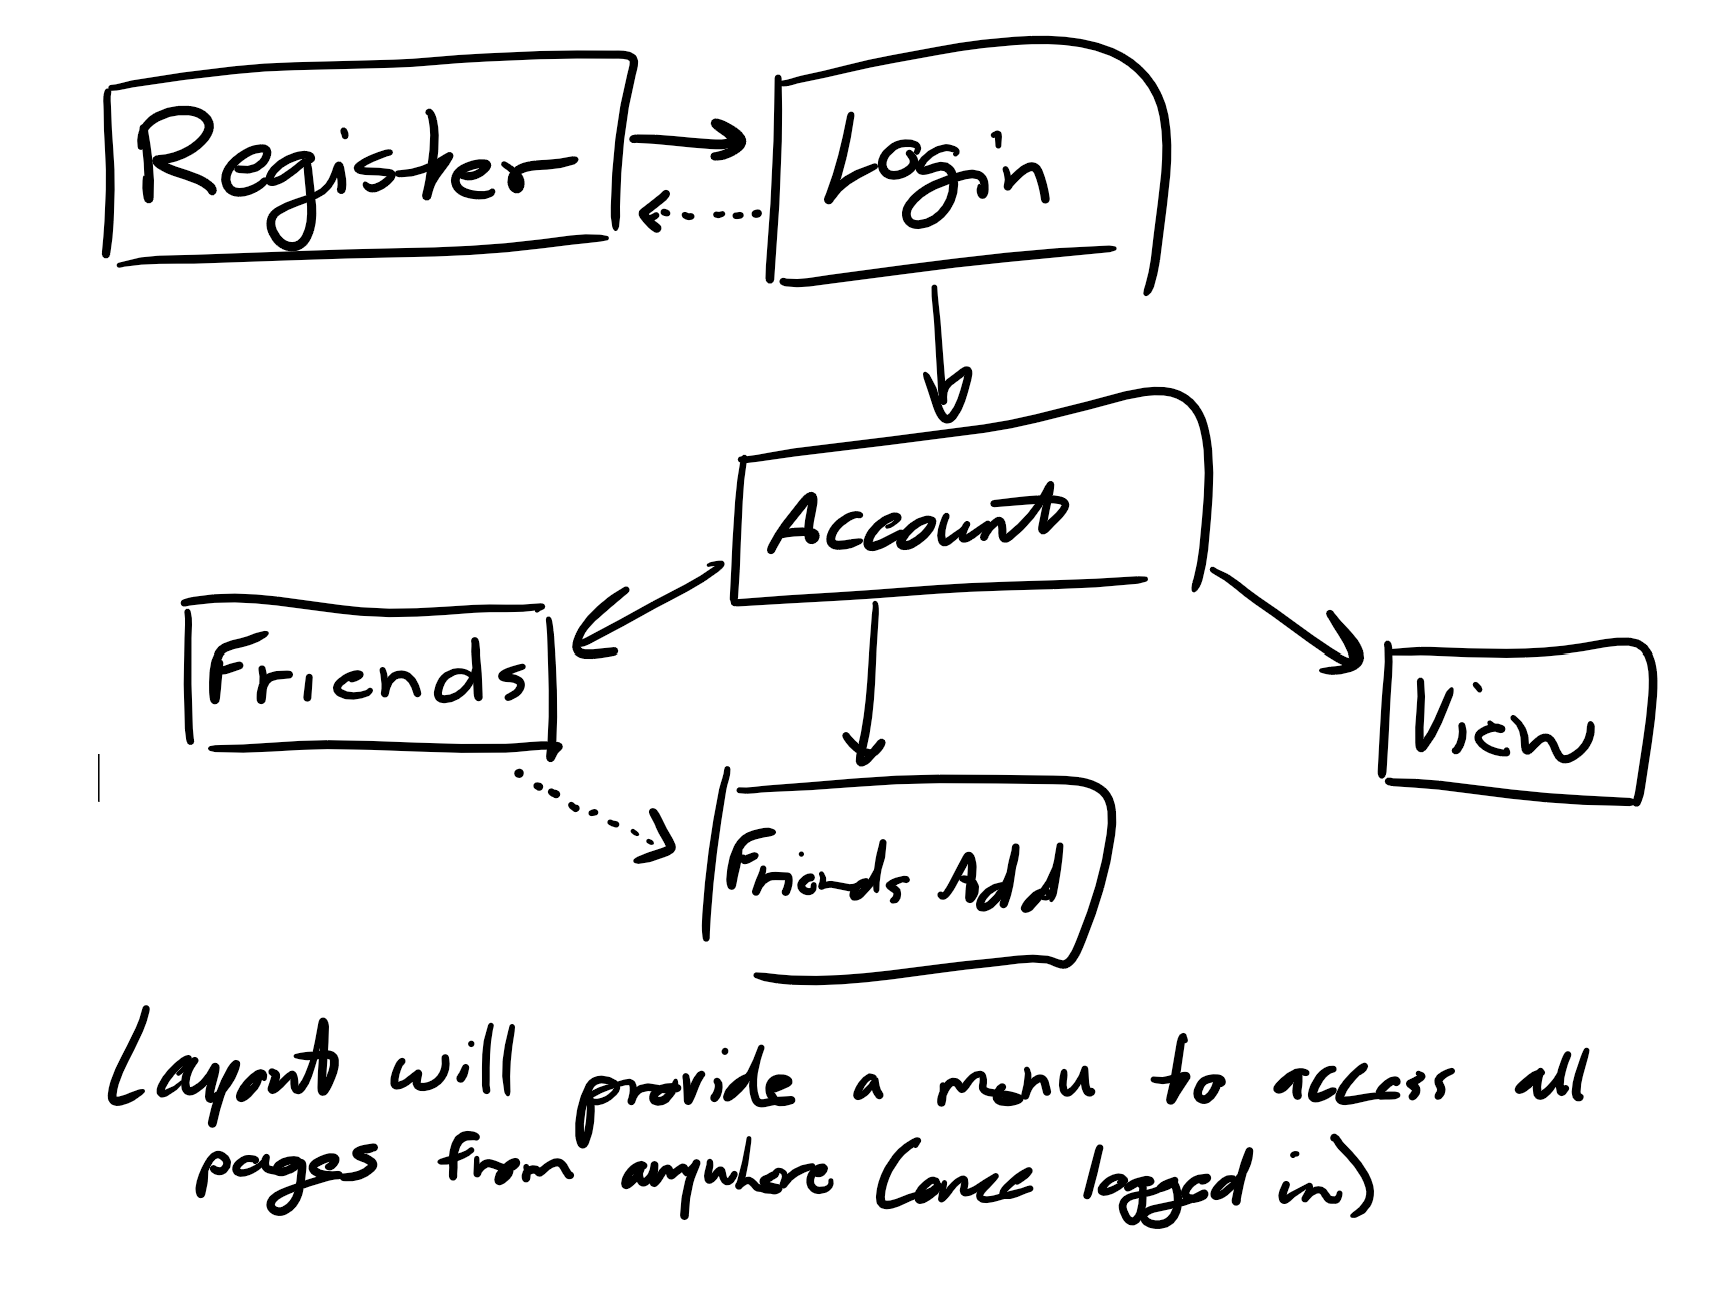 Register
Login
Account
Friends
View
Friends Add
Layout will provide a menu to access all
pages from anywhere (once logged in)